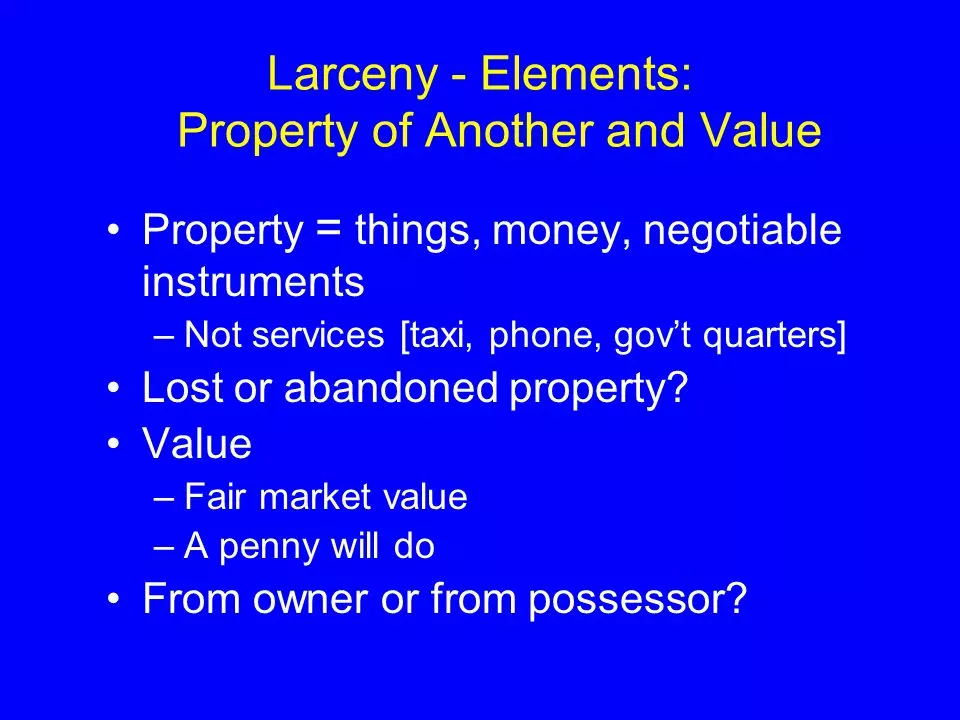 Larceny - Elements:
Property of Another and Value
• Property = things, money, negotiable
instruments
– Not services [taxi, phone, gov’t quarters]
• Lost or abandoned property?
• Value
– Fair market value
– A penny will do
• From owner or from possessor?